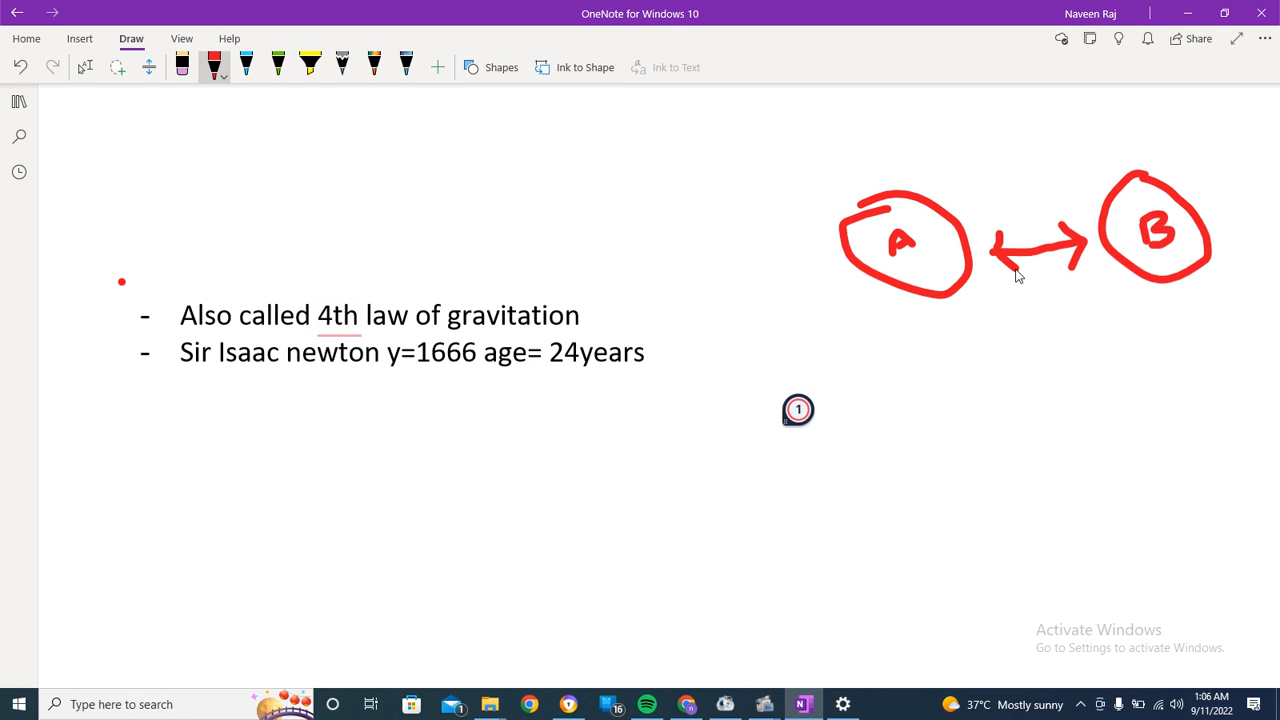 OneNote for Windows 10
Naveen Raj
Home
Insert
Draw
View
Help
Share
Shapes
Ink to Shape
Ink to Text
A
B
- Also called 4th law of gravitation
- Sir Isaac newton y=1666 age= 24years
1
Activate Windows
Go to Settings to activate Windows.
Type here to search
1
16
n
N
37°C Mostly sunny
1:06 AM
9/11/2022